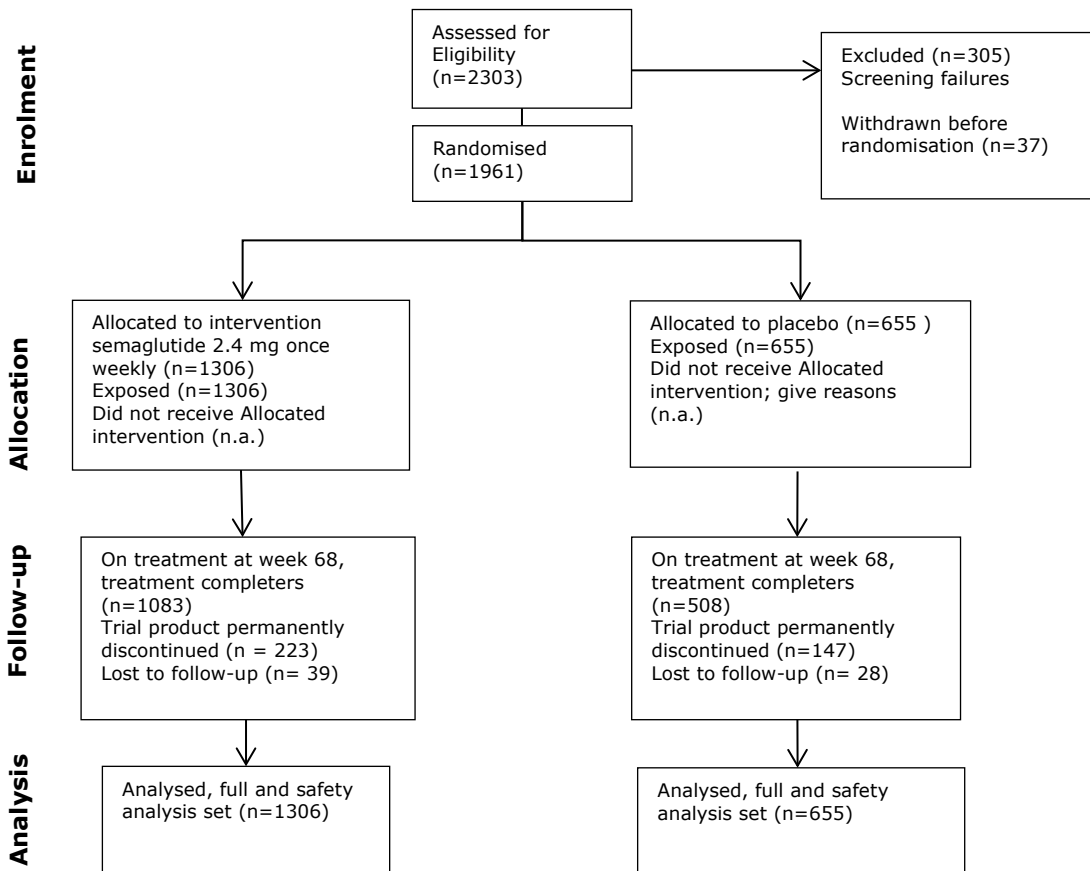 Enrolment
Assessed for
Eligibility
(n=2303)
Excluded (n=305)
Screening failures
Withdrawn before
randomisation (n=37)
Randomised
(n=1961)
Allocation
Allocated to intervention
semaglutide 2.4 mg once
weekly (n=1306)
Exposed (n=1306)
Did not receive Allocated
intervention (n.a.)
Allocated to placebo (n=655 )
Exposed (n=655)
Did not receive Allocated
intervention; give reasons
(n.a.)
Follow-up
On treatment at week 68,
treatment completers
(n=1083)
Trial product permanently
discontinued (n = 223)
Lost to follow-up (n= 39)
On treatment at week 68,
treatment completers
(n=508)
Trial product permanently
discontinued (n=147)
Lost to follow-up (n= 28)
Analysis
Analysed, full and safety
analysis set (n=1306)
Analysed, full and safety
analysis set (n=655)